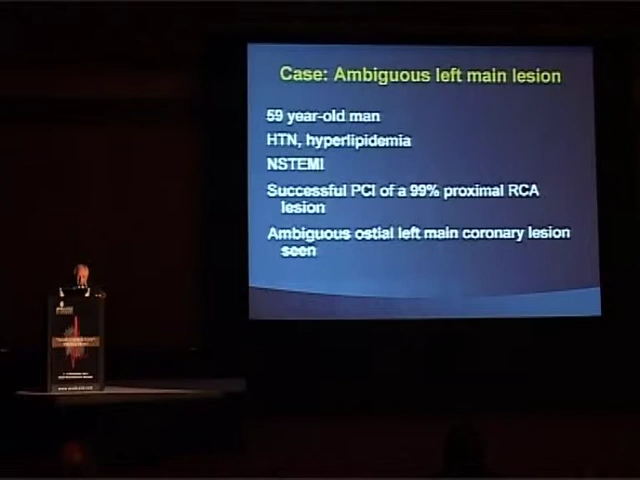 Case: Ambiguous left main lesion
59 year-old man
HTN, hyperlipidemia
NSTEMI
Successful PCI of a 99% proximal RCA
lesion
Ambiguous ostial left main coronary lesion
seen